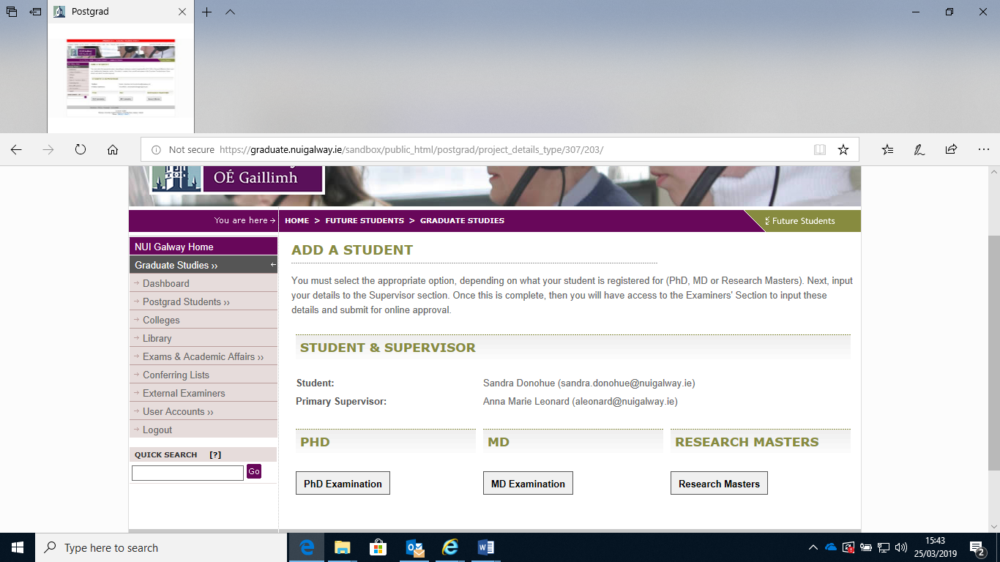 Postgrad
Not secure https://graduate.nuigalway.ie/sandbox/public_html/postgrad/project_details_type/307/203/
OÉ Gaillimh
You are here
HOME > FUTURE STUDENTS > GRADUATE STUDIES
Future Students
NUI Galway Home
Graduate Studies ››
Dashboard
Postgrad Students ››
Colleges
Library
Exams & Academic Affairs ››
Conferring Lists
External Examiners
User Accounts ››
Logout
QUICK SEARCH [?]
Go
ADD A STUDENT
You must select the appropriate option, depending on what your student is registered for (PhD, MD or Research Masters). Next, input
your details to the Supervisor section. Once this is complete, then you will have access to the Examiners' Section to input these
details and submit for online approval.
STUDENT & SUPERVISOR
Student: Sandra Donohue (sandra.donohue@nuigalway.ie)
Primary Supervisor: Anna Marie Leonard (aleonard@nuigalway.ie)
PHD MD RESEARCH MASTERS
PhD Examination MD Examination Research Masters
Type here to search
15:43
25/03/2019
2